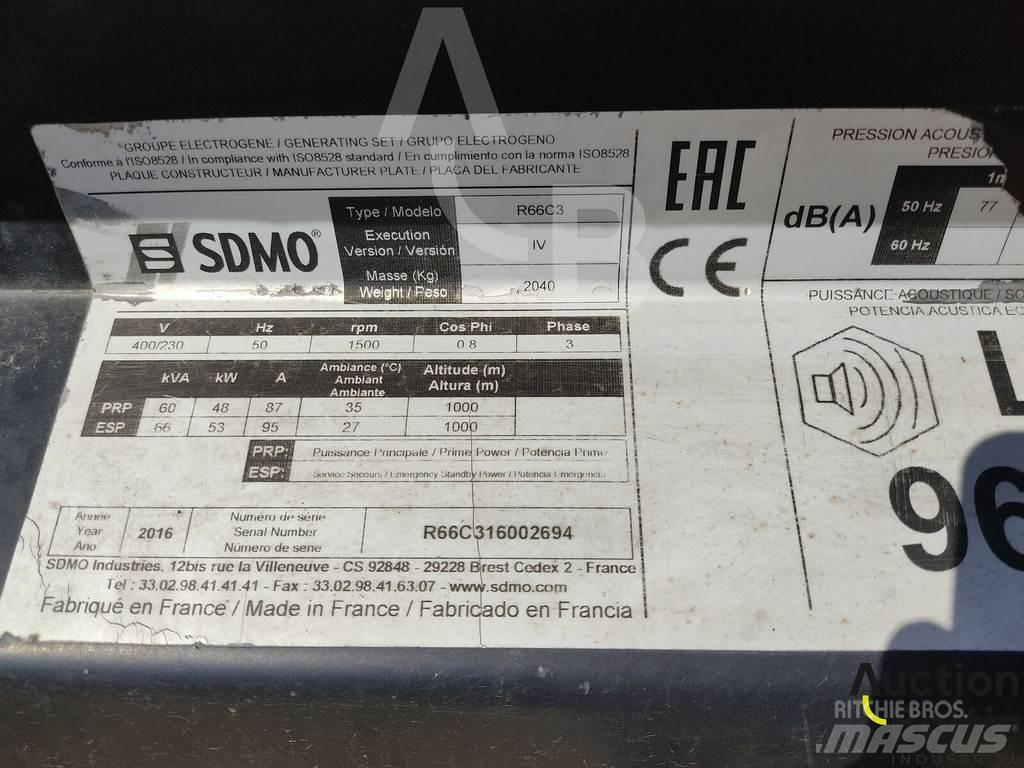 GROUPE ELECTROGENE / GENERATING SET / GRUPO ELECTROGENO
Conforme à l'ISO8528 / In compliance with ISO8528 standard / En cumplimiento con la norma ISO8528
PLAQUE CONSTRUCTEUR / MANUFACTURER PLATE / PLACA DEL FABRICANTE
SDMO®
Type / Modelo R66C3
Execution
Version / Versión IV
Masse (Kg)
Weight / Peso 2040
V Hz rpm Cos Phi Phase
400/230 50 1500 0.8 3
kVA kW A Ambiance (°C) Altitude (m)
Ambiant Altura (m)
Ambiante
PRP 60 48 87 35 1000
ESP 66 53 95 27 1000
PRP: Puissance Principale / Prime Power / Potencia Prime
ESP: Service Secours / Emergency Standby Power / Potencia Emergencia
Année
Year 2016
Ano
Numéro de série
Serial Number R66C316002694
Número de serie
SDMO Industries. 12bis rue la Villeneuve - CS 92848 - 29228 Brest Cedex 2 - France
Tel : 33.02.98.41.41.41 - Fax : 33.02.98.41.63.07 - www.sdmo.com
Fabriqué en France / Made in France / Fabricado en Francia
EAC
CE
PRESSION ACOUS
PRESION
1m
dB(A) 50 Hz 77
60 Hz
PUISSANCE ACOUSTIQUE / SO
POTENCIA ACUSTICA
L
96
AB
Auction
RITCHIE BROS.
MASCUS
INDUSTRIES